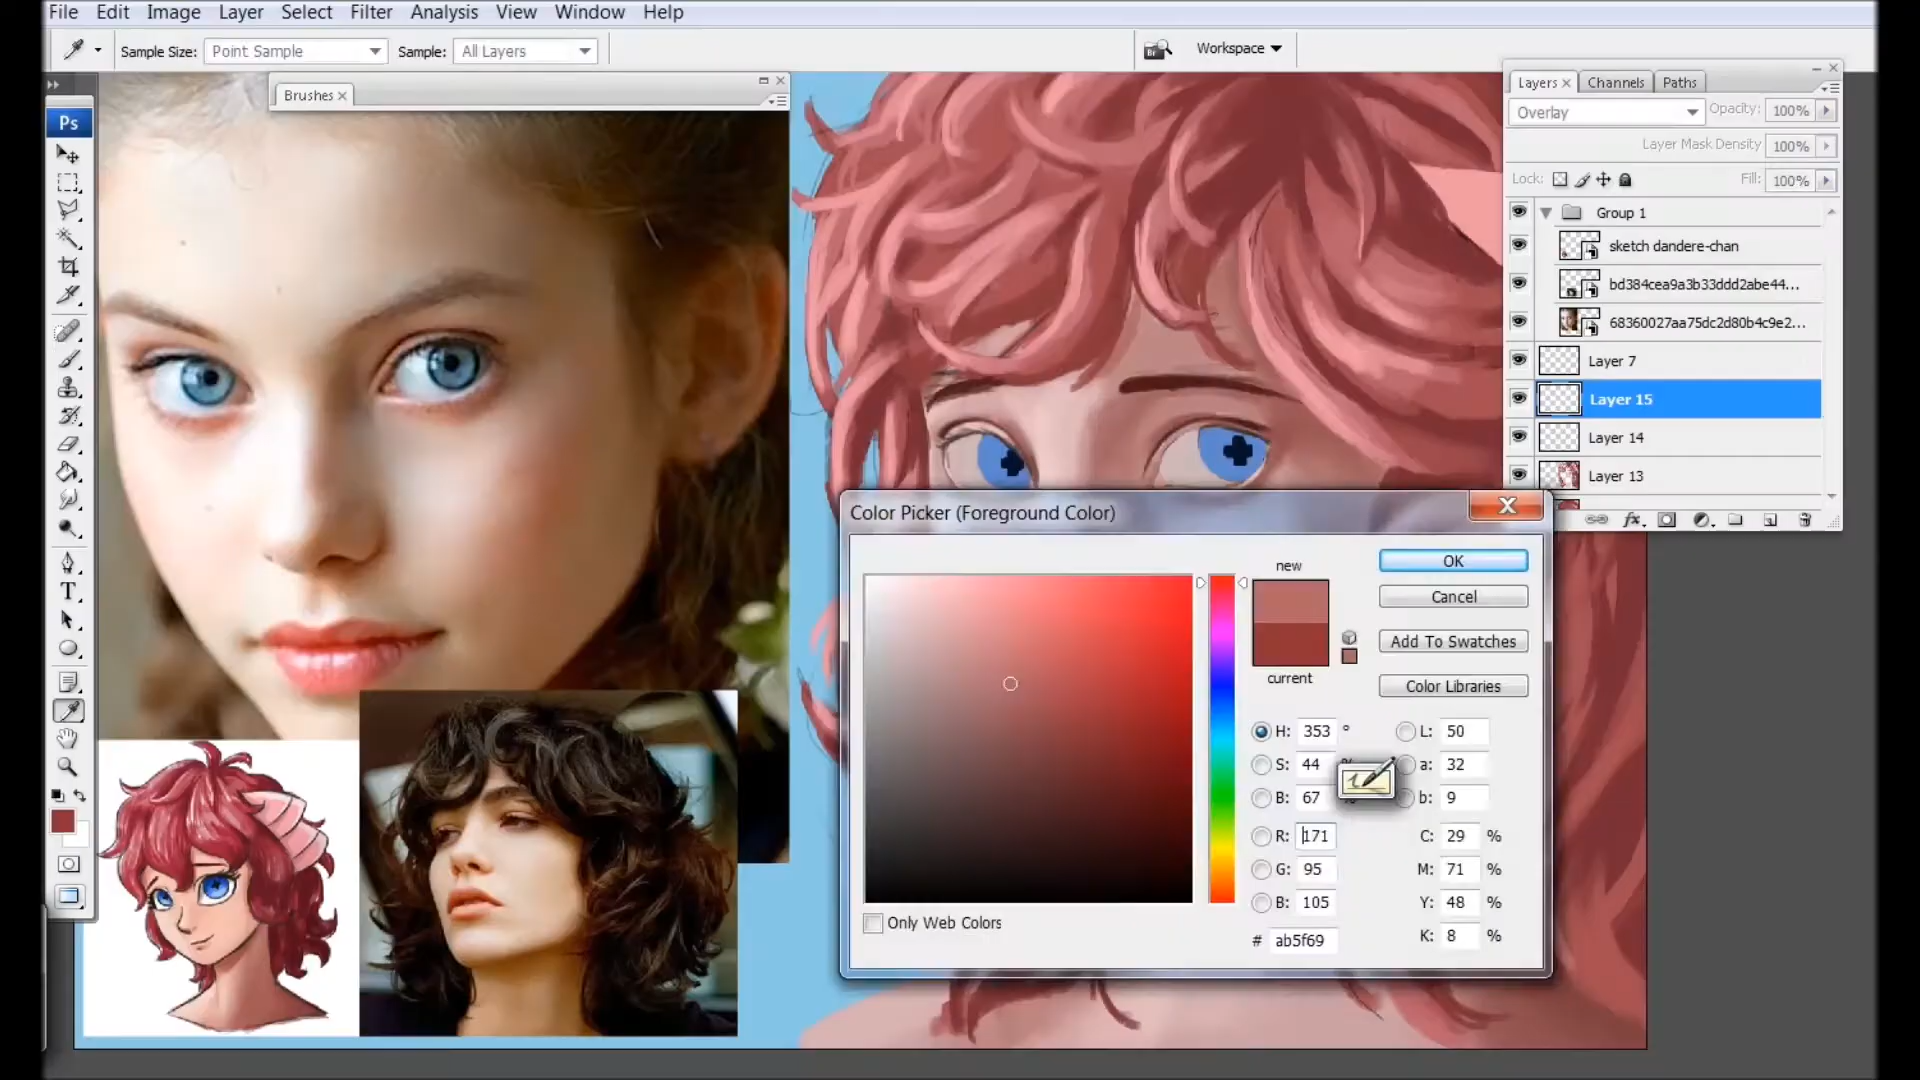 File Edit Image Layer Select Filter Analysis View Window Help
Sample Size: Point Sample Sample: All Layers
Br Workspace
Brushes
Ps
T
Layers Channels Paths
Overlay Opacity: 100%
Layer Mask Density 100%
Lock: Fill: 100%
Group 1
sketch dandere-chan
bd384cea9a3b33ddd2abe44...
68360027aa75dc2d80b4c9e2...
Layer 7
Layer 15
Layer 14
Layer 13
fx
Color Picker (Foreground Color)
new
current
OK
Cancel
Add To Swatches
Color Libraries
H: 353 ° L: 50
S: 44 % a: 32
B: 67 % b: 9
R: 171 C: 29 %
G: 95 M: 71 %
B: 105 Y: 48 %
# ab5f69 K: 8 %
Only Web Colors